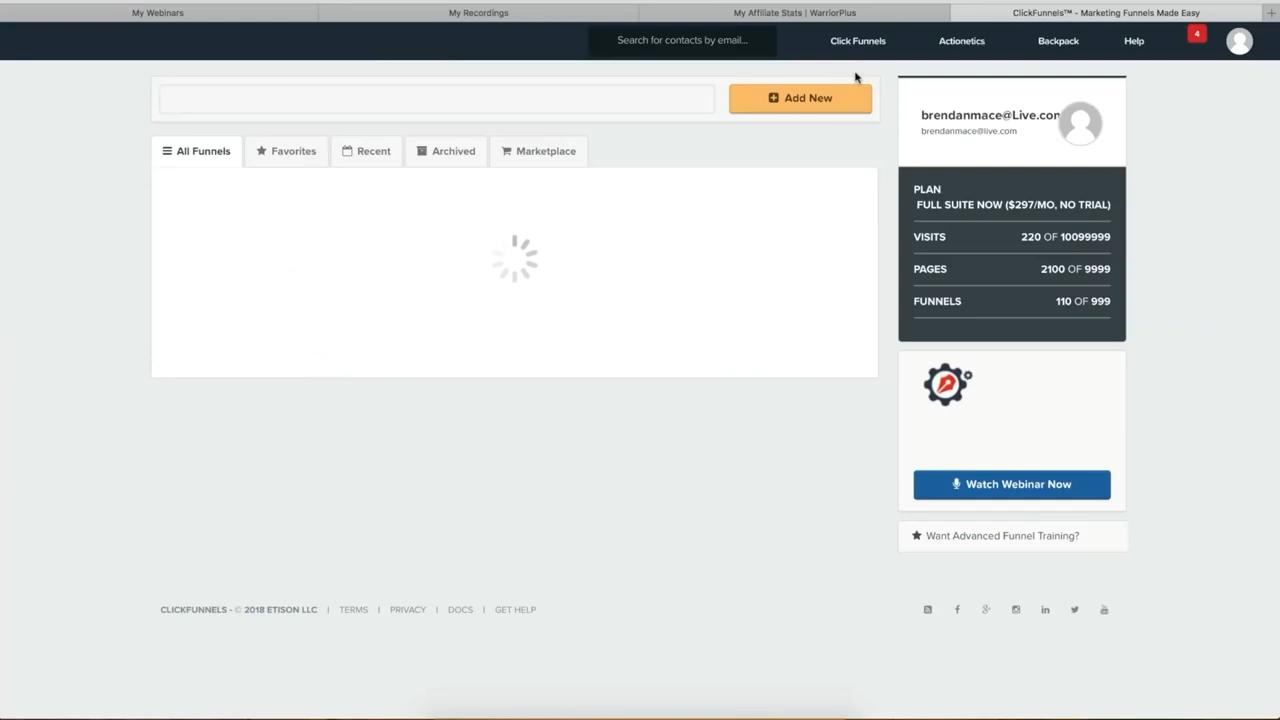 My Webinars
My Recordings
My Affiliate Stats | WarriorPlus
ClickFunnels™ - Marketing Funnels Made Easy
Search for contacts by email...
Click Funnels
Actionetics
Backpack
Help
4
Add New
brendanmace@Live.com
brendanmace@live.com
All Funnels
Favorites
Recent
Archived
Marketplace
PLAN
FULL SUITE NOW ($297/MO, NO TRIAL)
VISITS 220 OF 10099999
PAGES 2100 OF 9999
FUNNELS 110 OF 999
Watch Webinar Now
Want Advanced Funnel Training?
CLICKFUNNELS - © 2018 ETISON LLC | TERMS | PRIVACY | DOCS | GET HELP